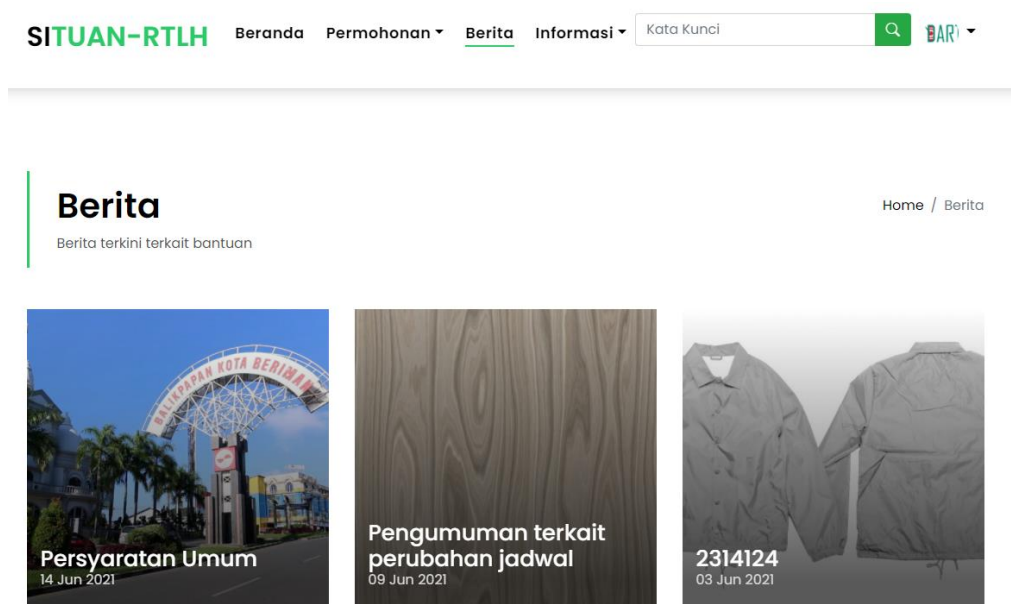 SITUAN-RTLH Beranda Permohonan Berita Informasi Kata Kunci
Berita
Home / Berita
Berita terkini terkait bantuan
BALIKPAPAN KOTA BERIMAN
Persyaratan Umum
14 Jun 2021
Pengumuman terkait
perubahan jadwal
09 Jun 2021
2314124
03 Jun 2021